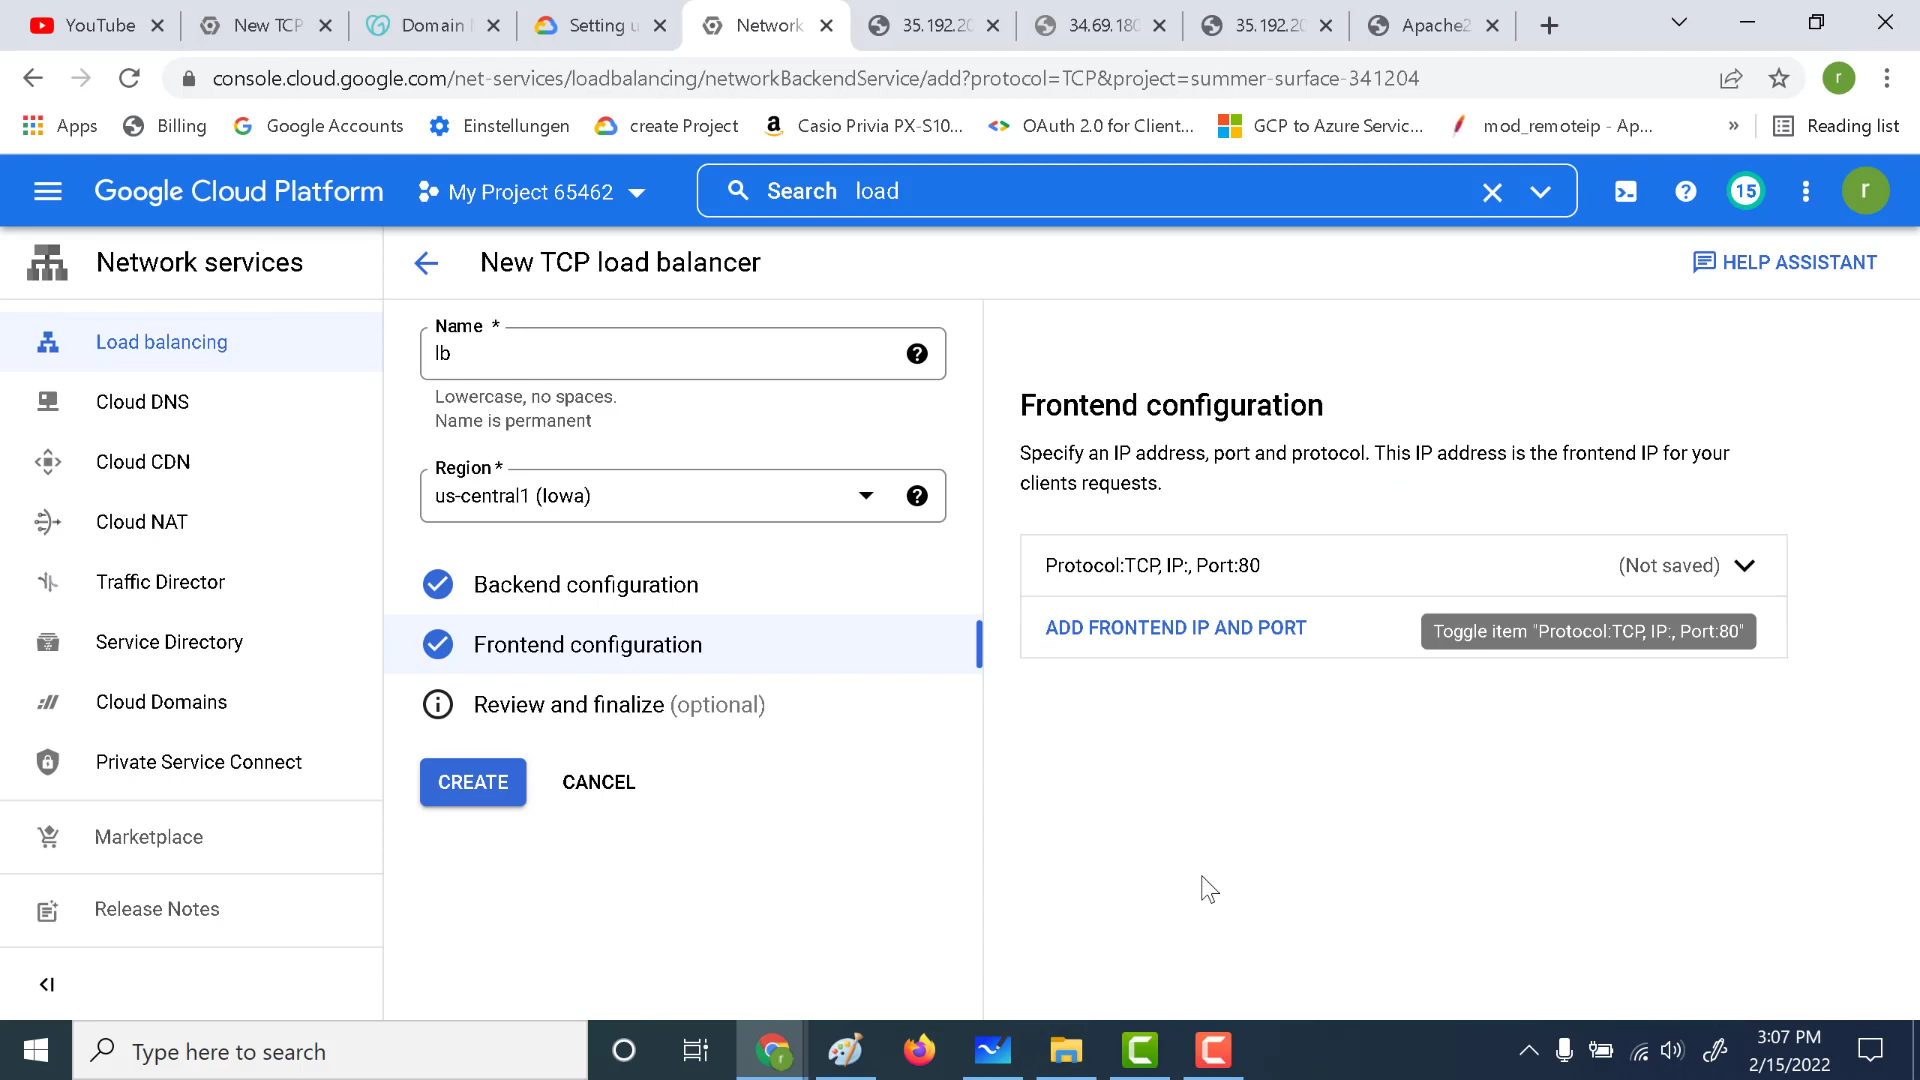 YouTube
New TCP
Domain
Setting u
Network
35.192.20
34.69.180
35.192.20
Apache2
console.cloud.google.com/net-services/loadbalancing/networkBackendService/add?protocol=TCP&project=summer-surface-341204
r
Apps
Billing
Google Accounts
Einstellungen
create Project
Casio Privia PX-S10...
OAuth 2.0 for Client...
GCP to Azure Servic...
mod_remoteip - Ap...
»
Reading list
Google Cloud Platform
My Project 65462
Search load
15
r
Network services
New TCP load balancer
HELP ASSISTANT
Load balancing
Cloud DNS
Cloud CDN
Cloud NAT
Traffic Director
Service Directory
Cloud Domains
Private Service Connect
Marketplace
Release Notes
Name *
lb
Lowercase, no spaces.
Name is permanent
Region *
us-central1 (Iowa)
Backend configuration
Frontend configuration
Review and finalize (optional)
CREATE
CANCEL
Frontend configuration
Specify an IP address, port and protocol. This IP address is the frontend IP for your
clients requests.
Protocol:TCP, IP:, Port:80
(Not saved)
ADD FRONTEND IP AND PORT
Toggle item "Protocol:TCP, IP:, Port:80"
Type here to search
3:07 PM
2/15/2022